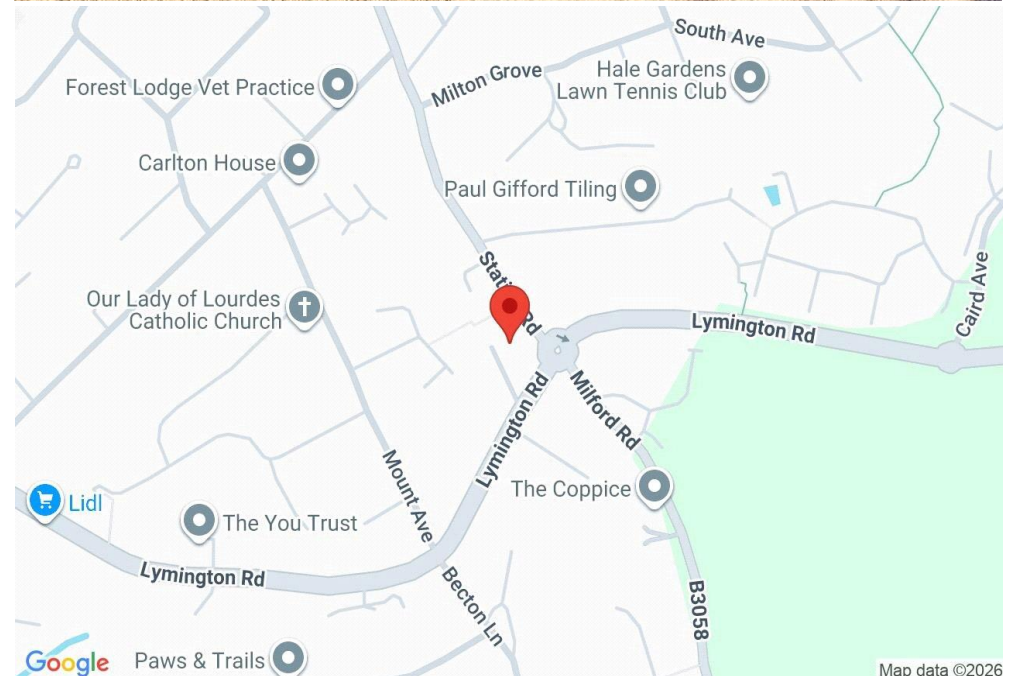 South Ave
Milton Grove
Hale Gardens
Lawn Tennis Club
Forest Lodge Vet Practice
Carlton House
Paul Gifford Tiling
Station Rd
Our Lady of Lourdes
Catholic Church
Lymington Rd
Caird Ave
Lymington Rd
Milford Rd
Mount Ave
The Coppice
Lidl
The You Trust
Lymington Rd
Becton Ln
B3058
Google
Paws & Trails
Map data ©2026